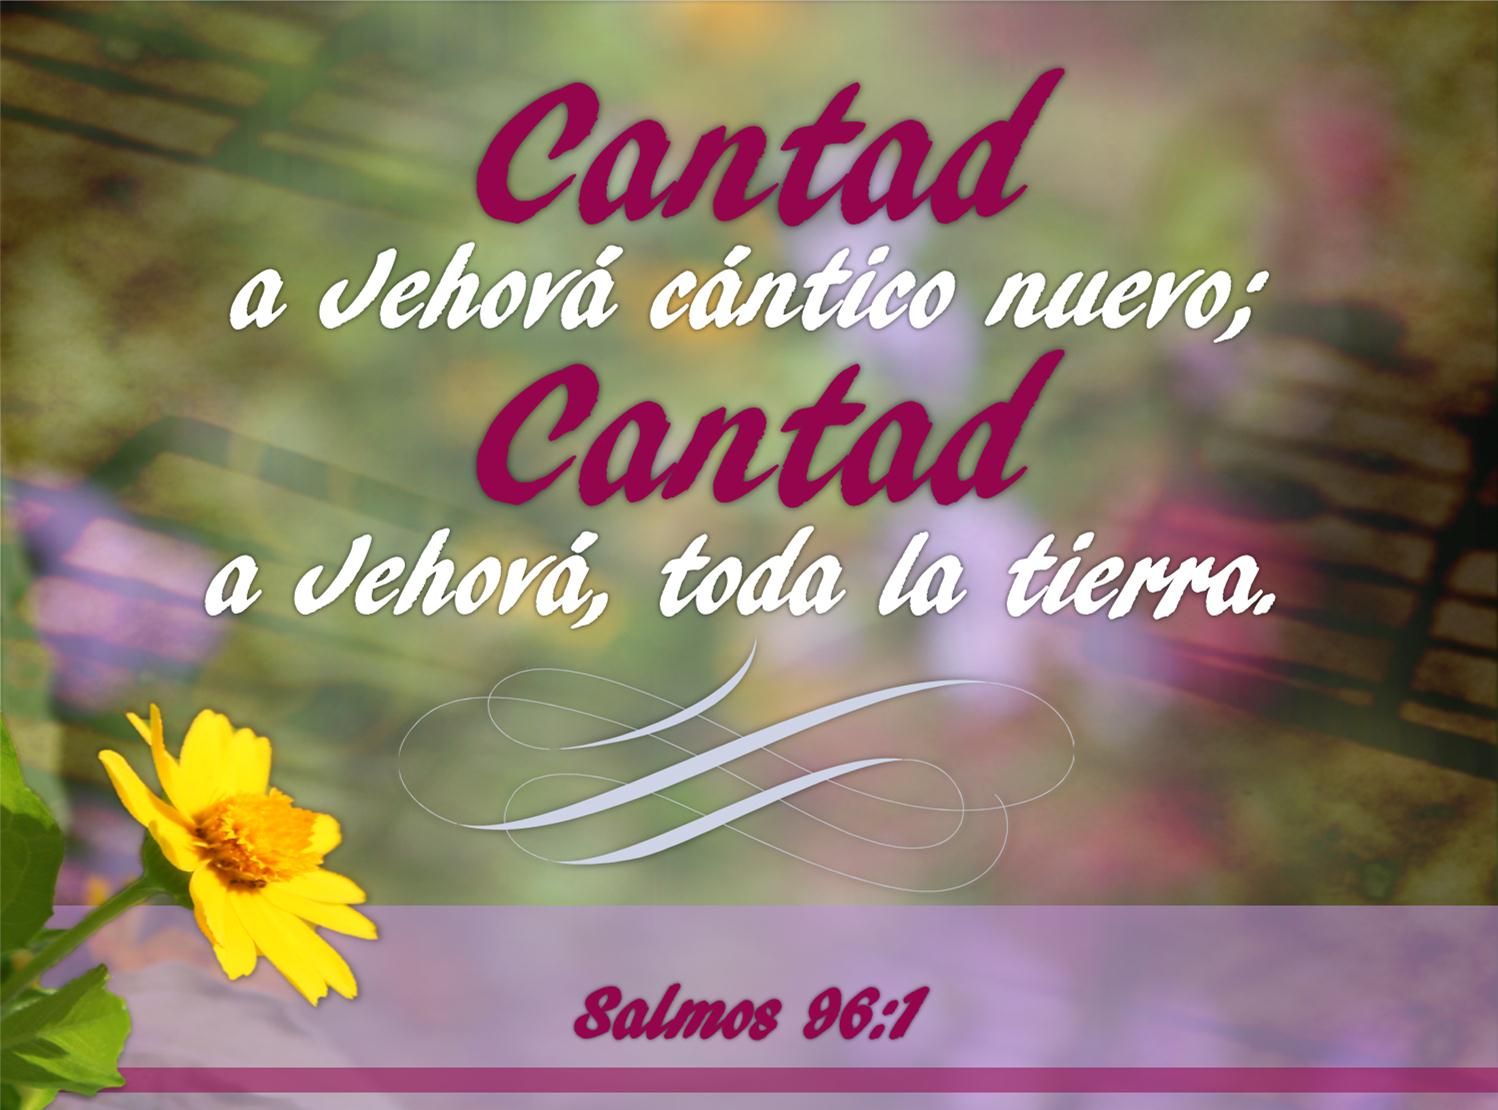 Cantad
a Jehová cántico nuevo;
Cantad
a Jehová, toda la tierra.
Salmos 96:1